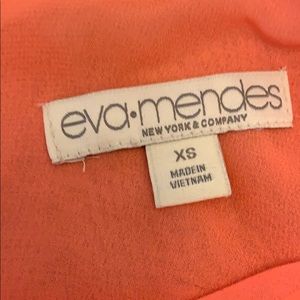 eva·mendes
NEW YORK & COMPANY
XS
MADE IN
VIETNAM